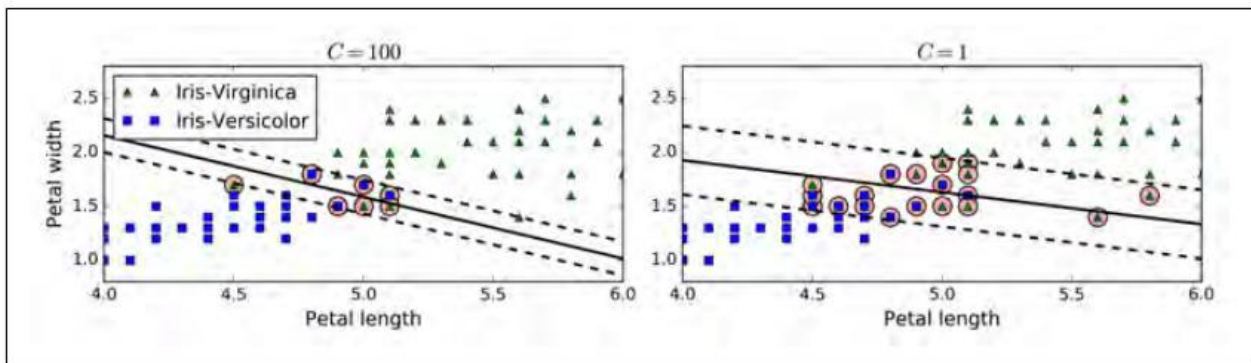 C = 100
Iris-Virginica
Iris-Versicolor
2.5
2.0
1.5
1.0
Petal width
4.0 4.5 5.0 5.5 6.0
Petal length
C = 1
2.5
2.0
1.5
1.0
4.0 4.5 5.0 5.5 6.0
Petal length